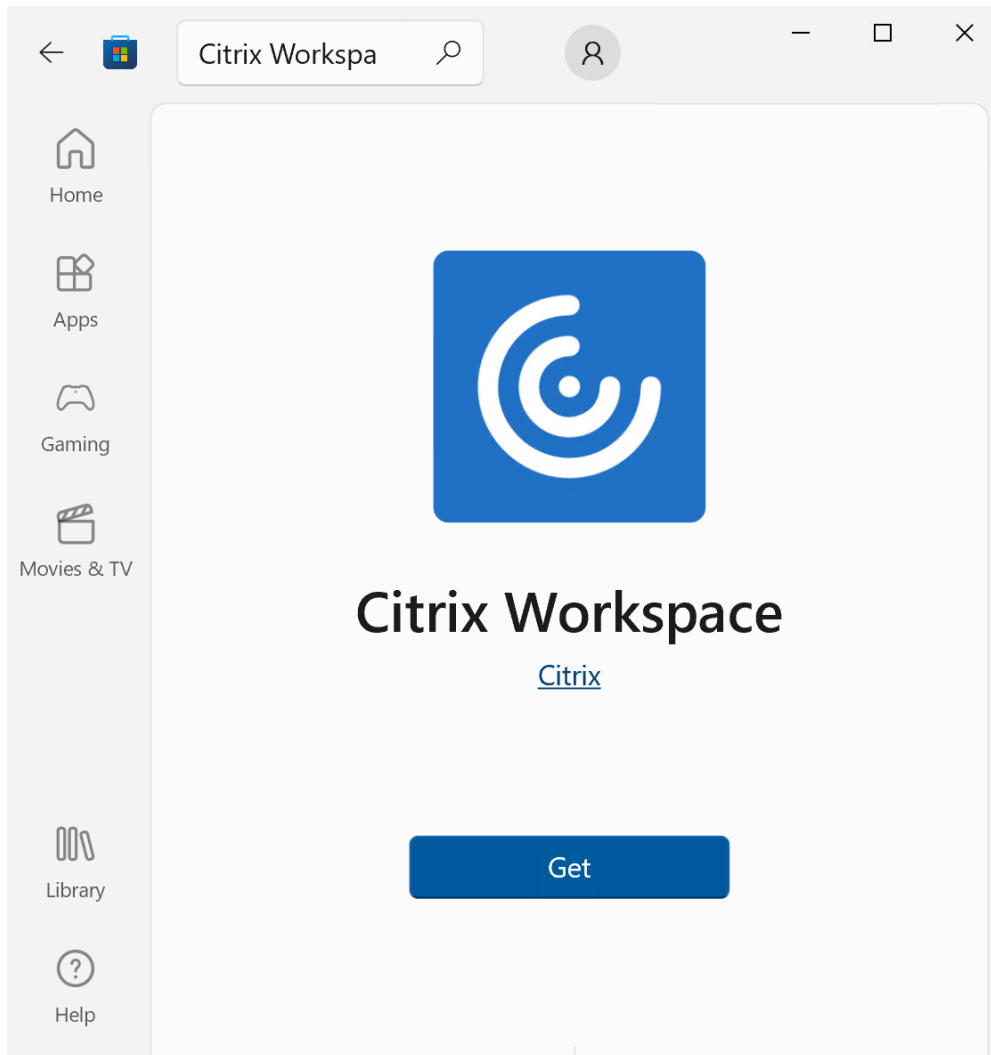 Citrix Workspa
Home
Apps
Gaming
Movies & TV
Citrix Workspace
Citrix
Get
Library
Help